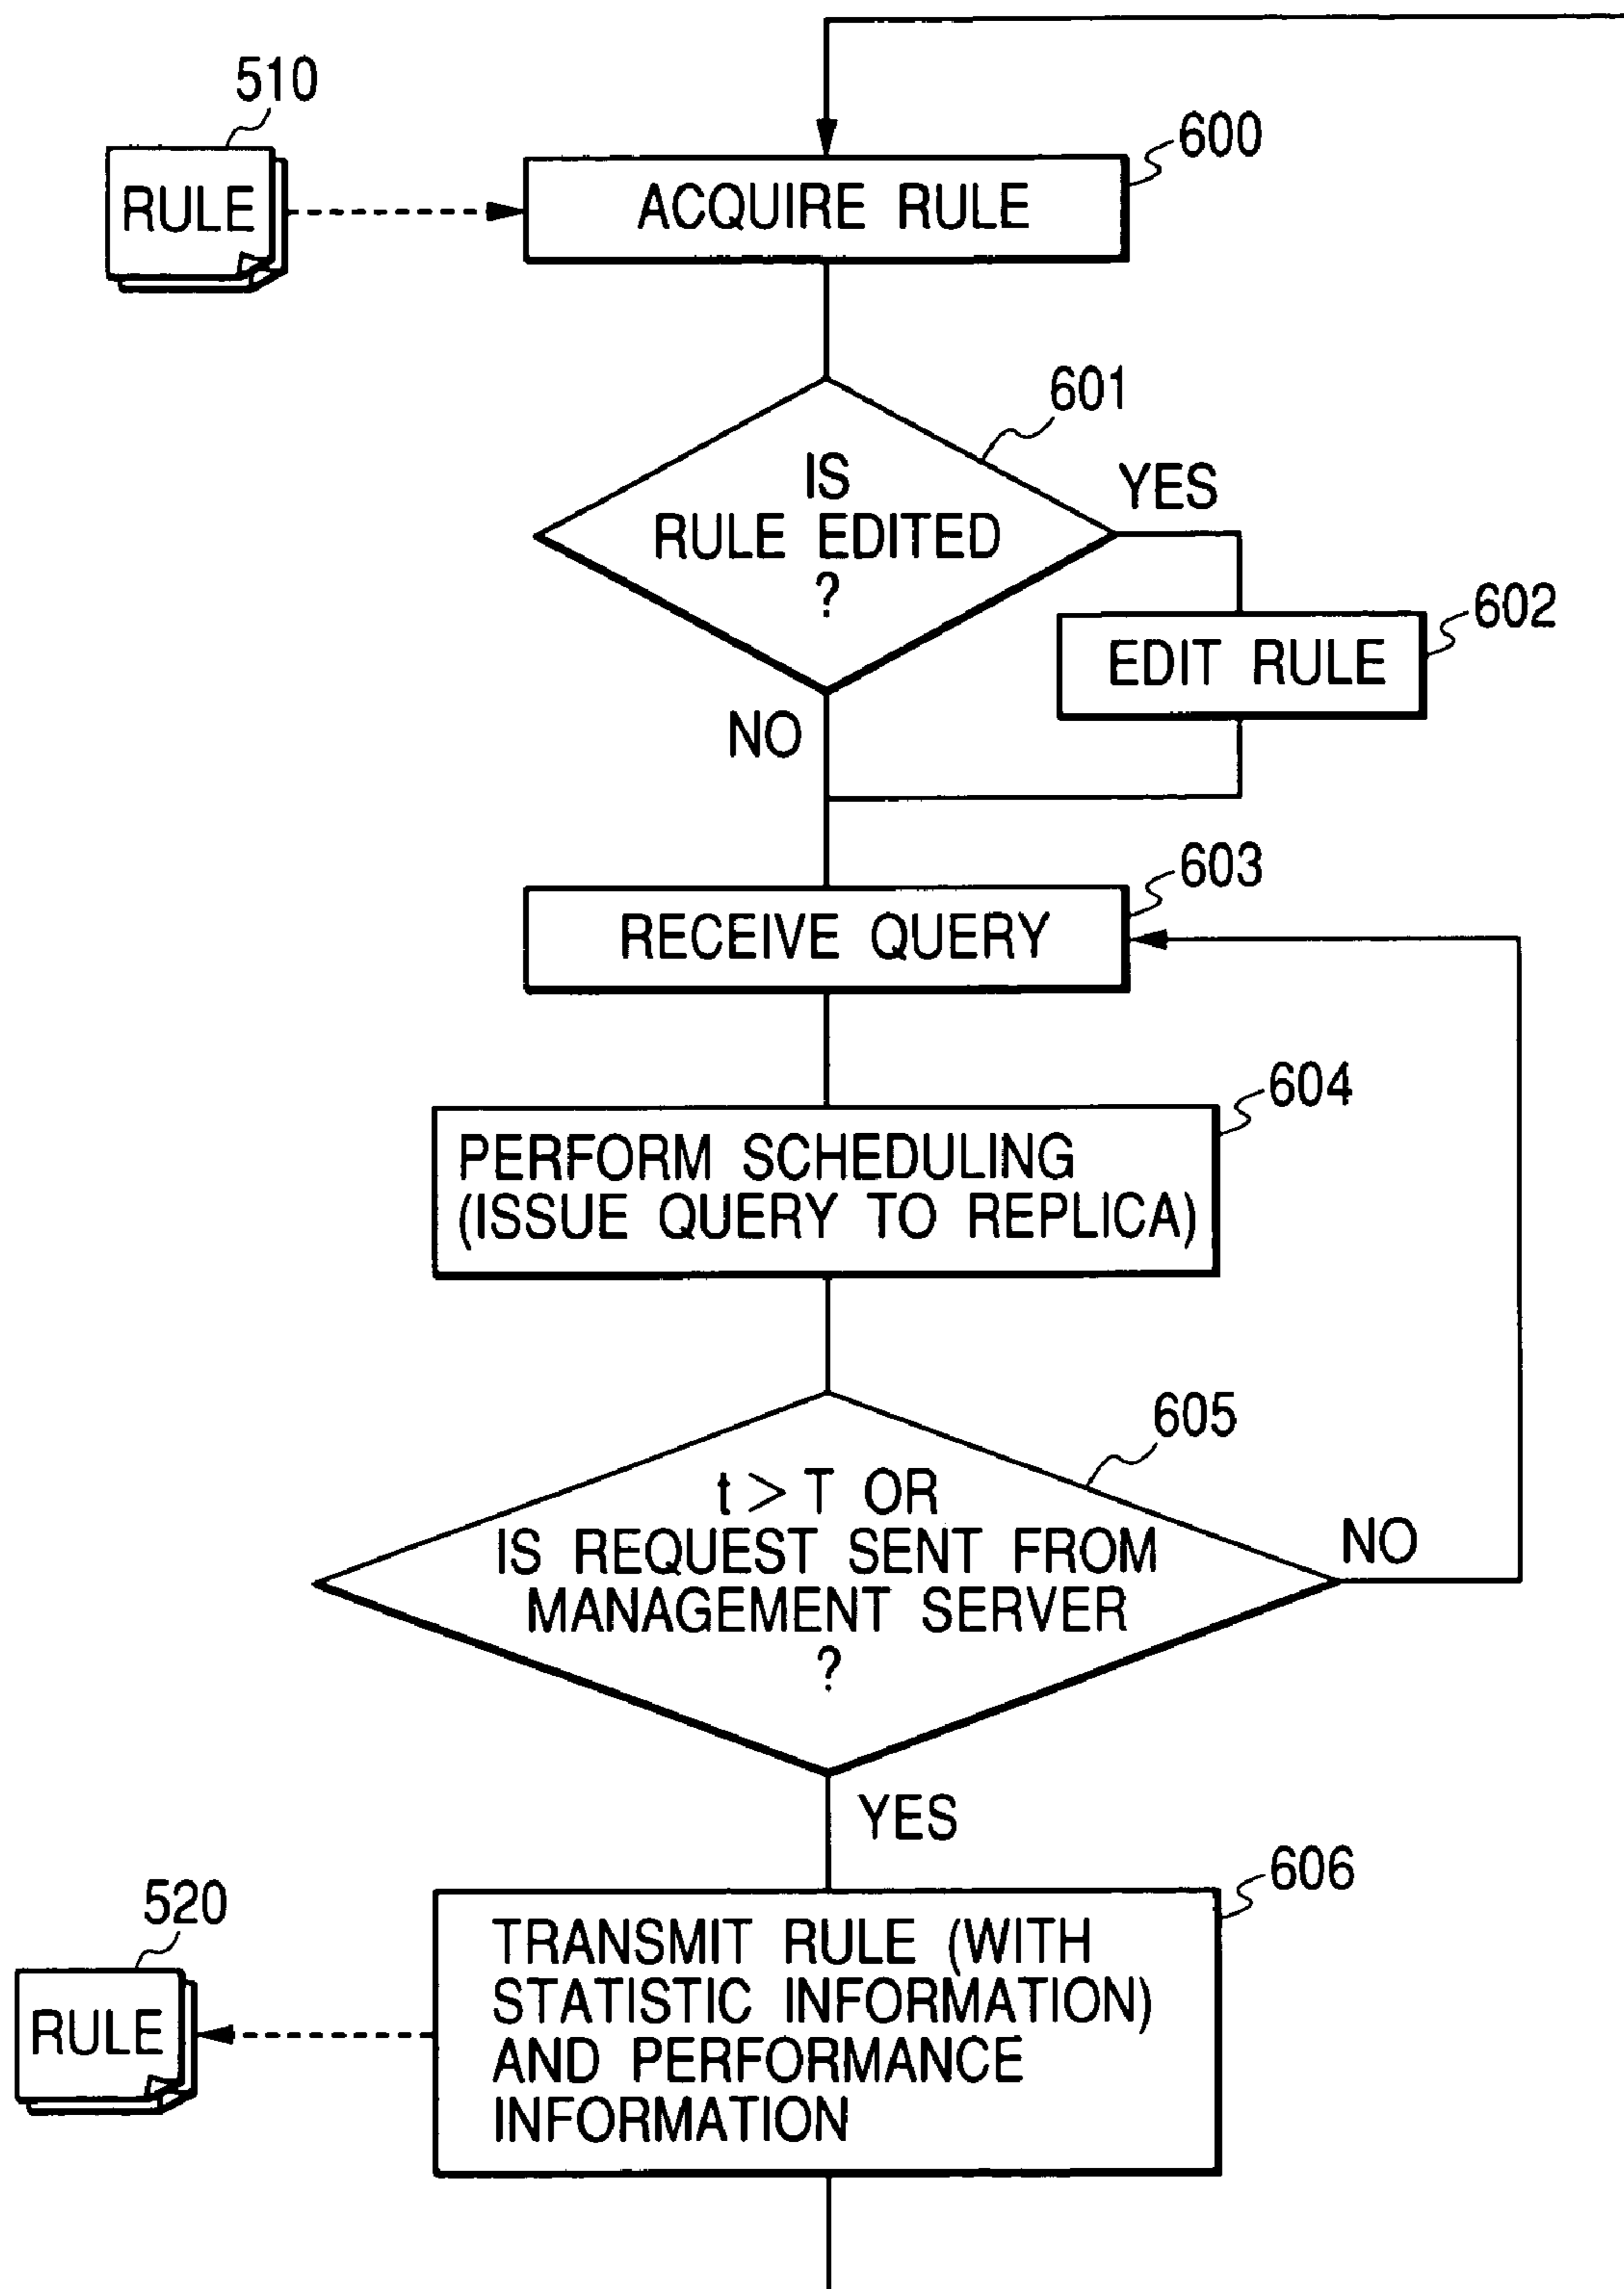 510
RULE
600
ACQUIRE RULE
601
IS
RULE EDITED
?
YES
602
EDIT RULE
NO
603
RECEIVE QUERY
604
PERFORM SCHEDULING
(ISSUE QUERY TO REPLICA)
605
t > T OR
IS REQUEST SENT FROM
MANAGEMENT SERVER
?
NO
YES
606
520
RULE
TRANSMIT RULE (WITH
STATISTIC INFORMATION)
AND PERFORMANCE
INFORMATION